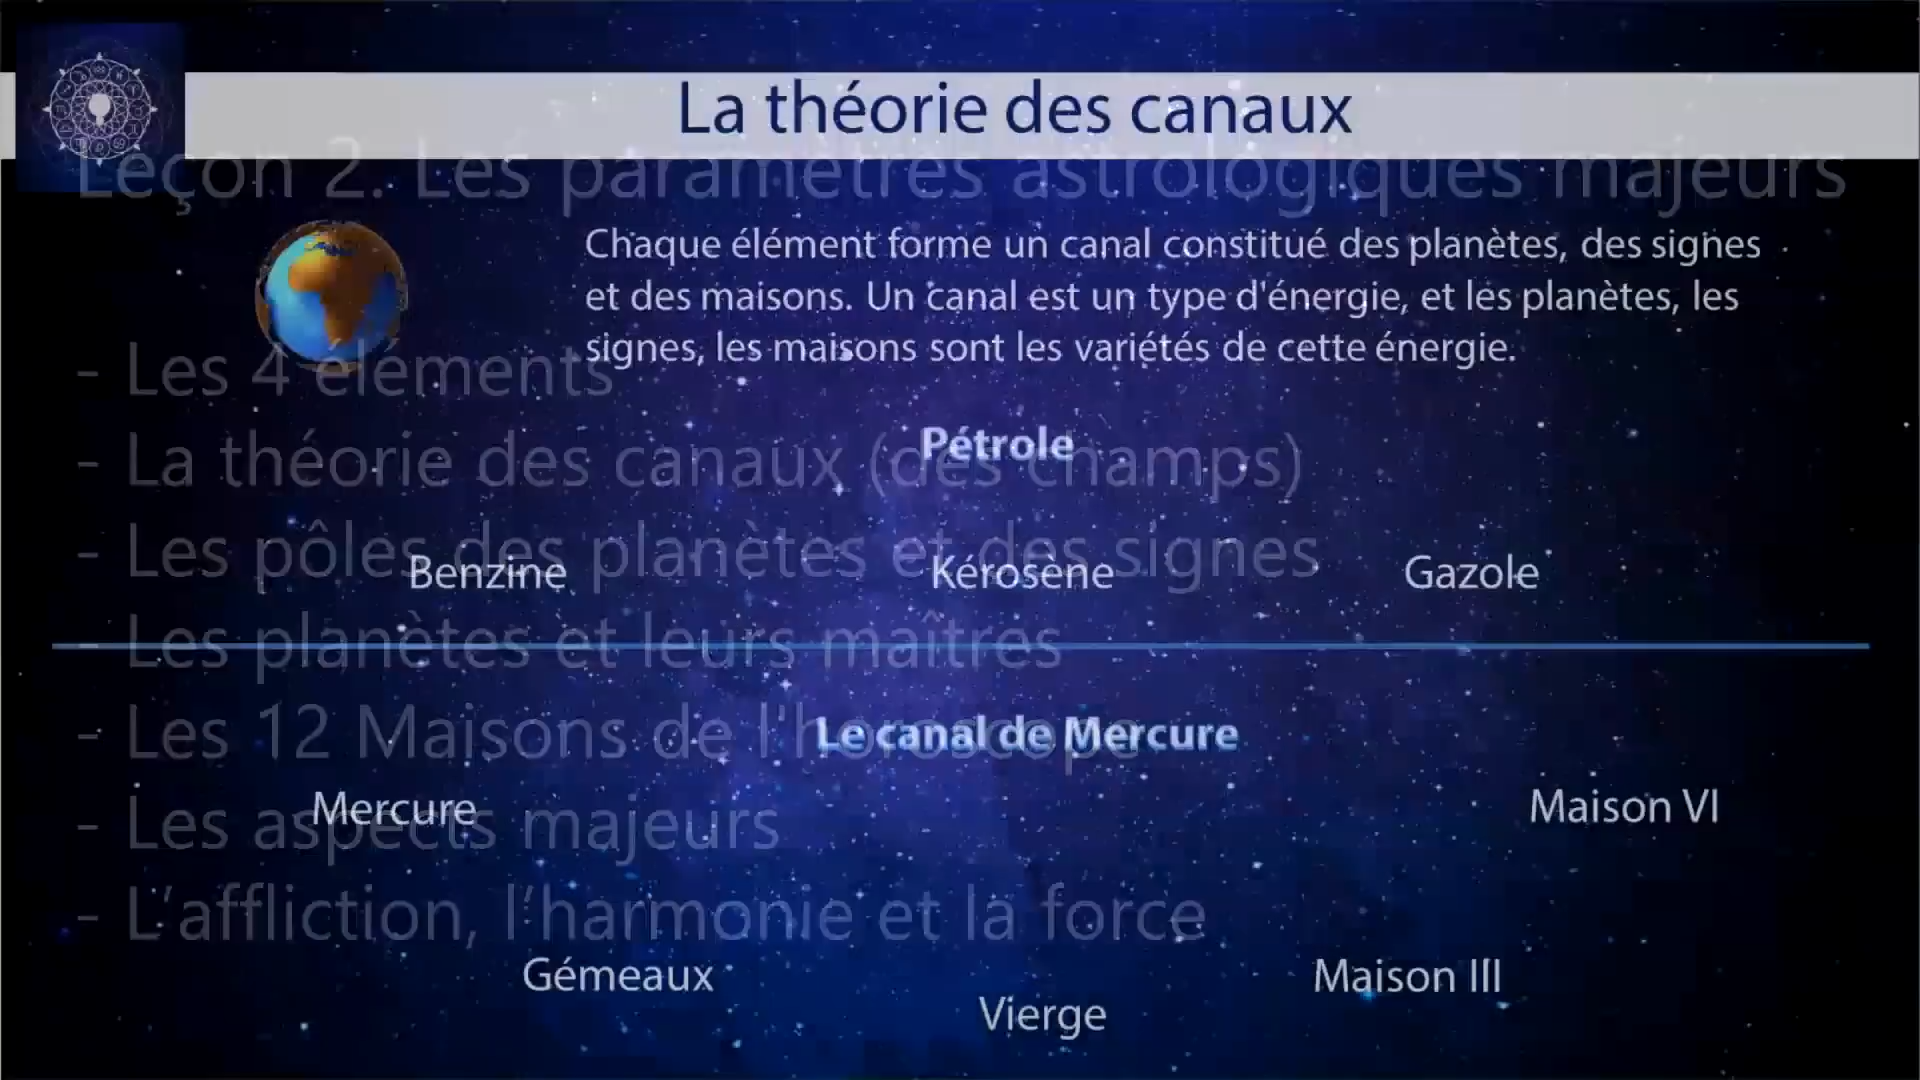 La théorie des canaux
Leçon 2. Les paramètres astrologiques majeurs
Chaque élément forme un canal constitué des planètes, des signes
et des maisons. Un canal est un type d'énergie, et les planètes, les
signes, les maisons sont les variétés de cette énergie.
- Les 4 éléments
Pétrole
- La théorie des canaux (des champs)
- Les pôles des planètes et des signes
Benzine Kérosène Gazole
- Les planètes et leurs maîtres
- Les 12 Maisons de l'horoscope
Le canal de Mercure
Mercure Maison VI
- Les aspects majeurs
- L'affliction, l'harmonie et la force
Gémeaux Maison III
Vierge